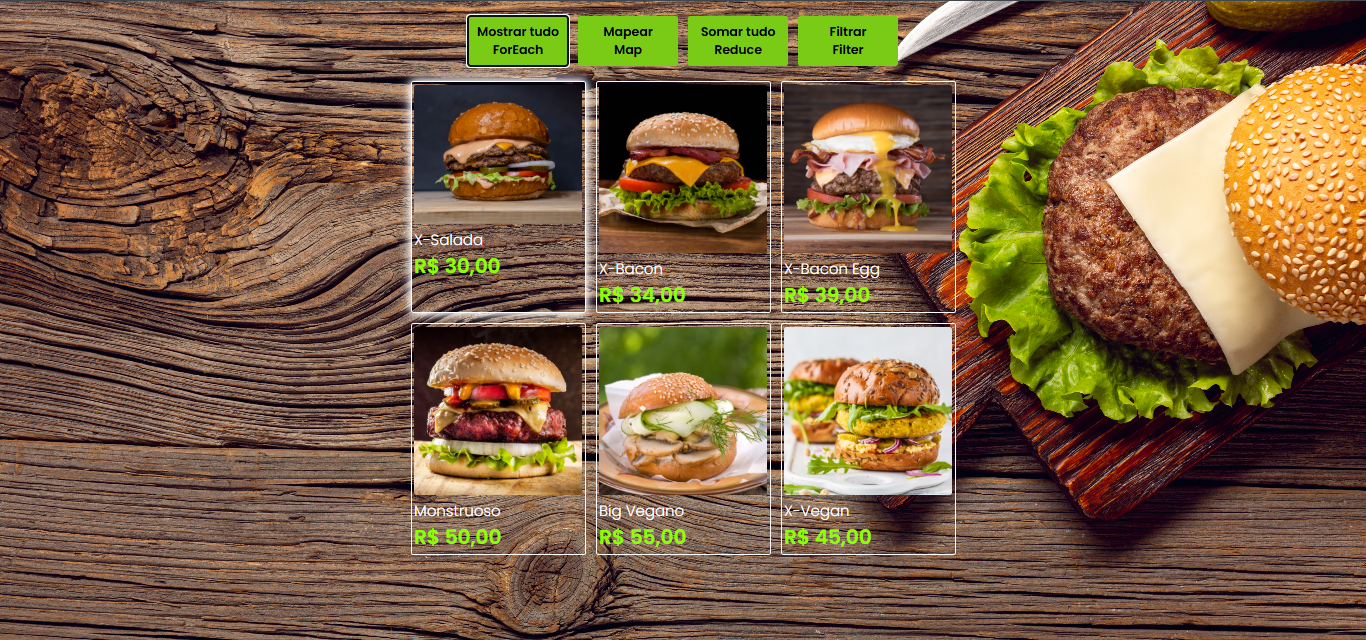 Mostrar tudo
ForEach
Mapear
Map
Somar tudo
Reduce
Filtrar
Filter
X-Salada
R$ 30,00
X-Bacon
R$ 34,00
X-Bacon Egg
R$ 39,00
Monstruoso
R$ 50,00
Big Vegano
R$ 55,00
X-Vegan
R$ 45,00